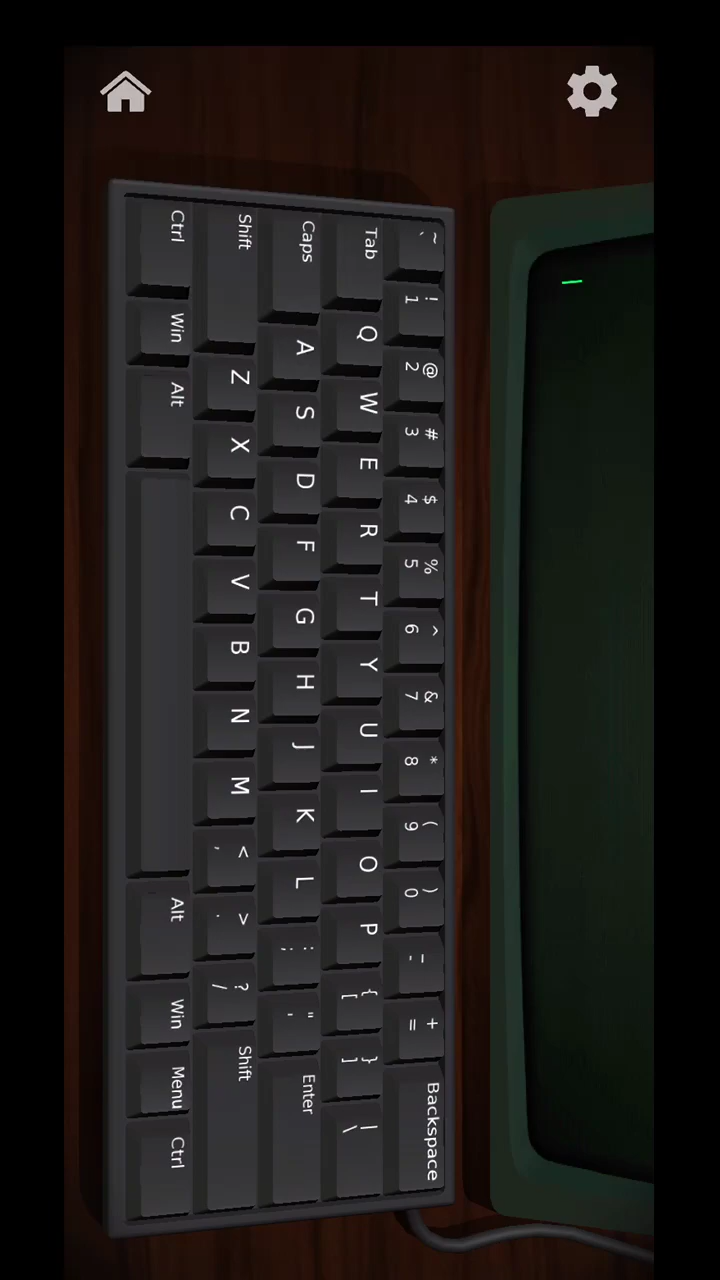 ~ ` ! 1 @ 2 # 3 $ 4 % 5 ^ 6 & 7 * 8 ( 9 ) 0 _ - + = Backspace
Tab Q W E R T Y U I O P { [ } ] | \
Caps A S D F G H J K L : ; " ' Enter
Shift Z X C V B N M < , > . ? / Shift
Ctrl Win Alt Alt Win Menu Ctrl